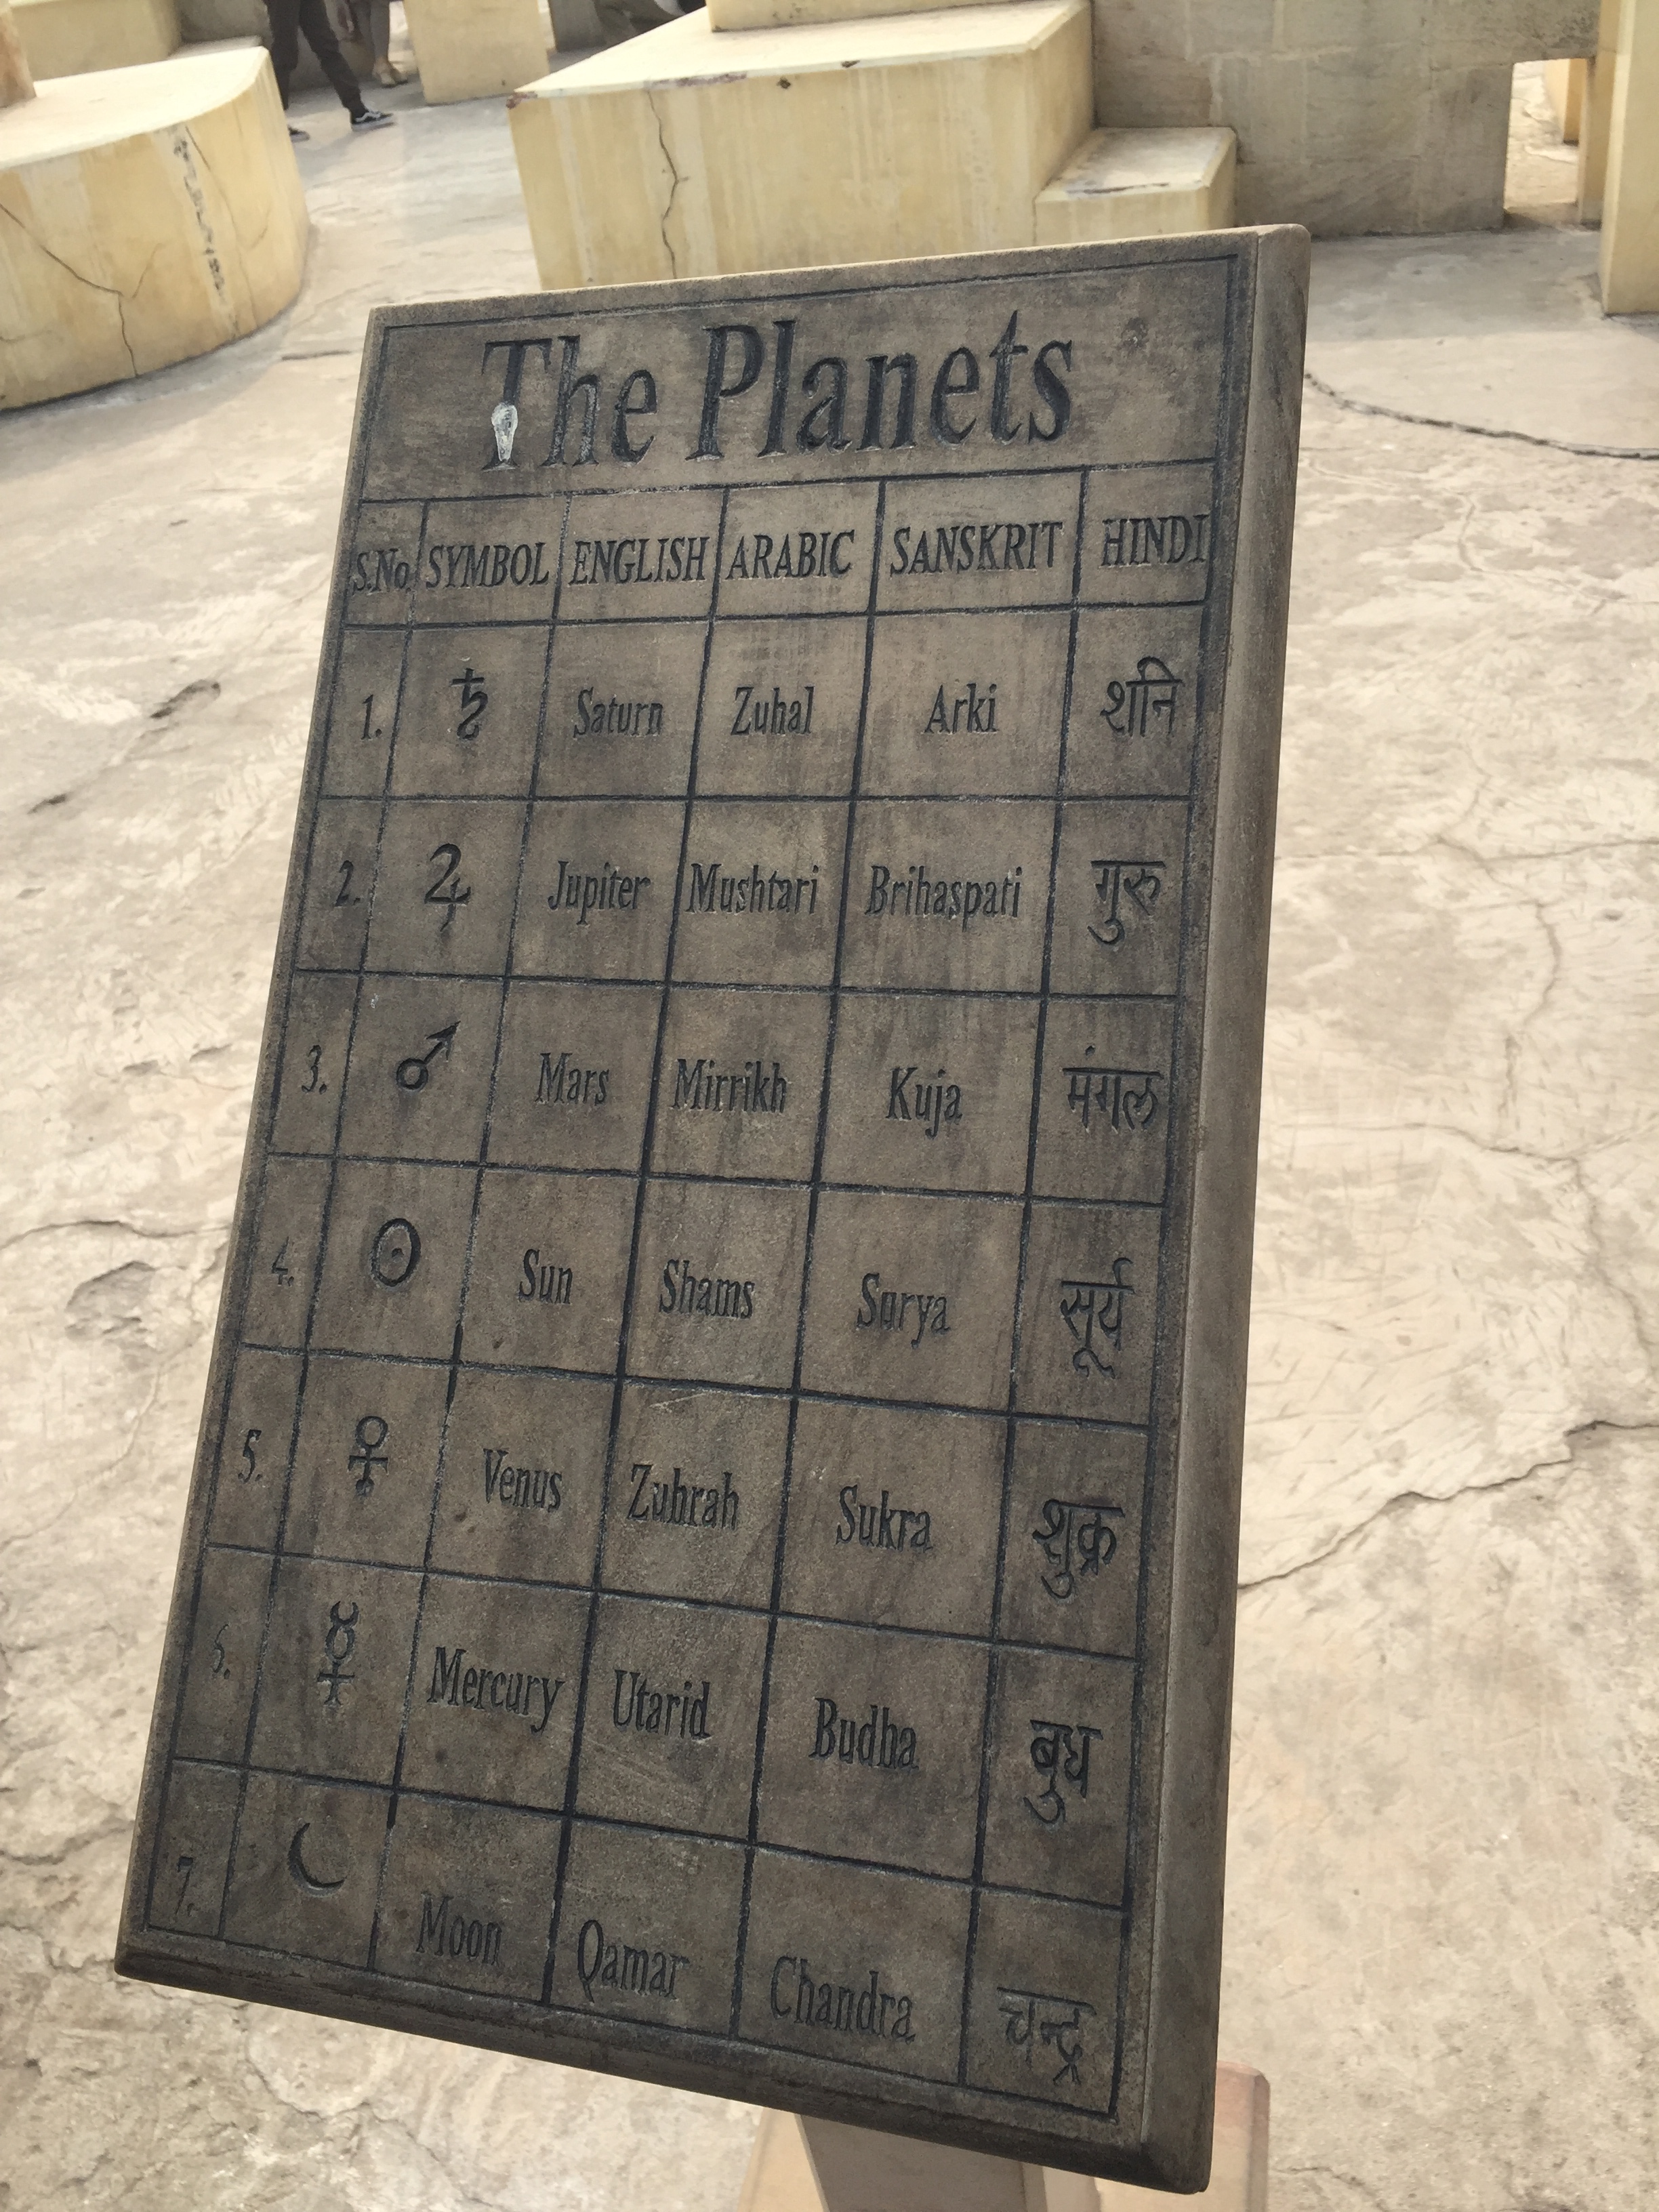 The Planets
S.No. SYMBOL ENGLISH ARABIC SANSKRIT HINDI
1. ♄ Saturn Zuhal Arki शनि
2. ♃ Jupiter Mushtari Brihaspati गुरु
3. ♂ Mars Mirrikh Kuja मंगल
4. ☉ Sun Shams Surya सूर्य
5. ♀ Venus Zuhrah Sukra शुक्र
6. ☿ Mercury Utarid Budha बुध
7. ☾ Moon Qamar Chandra चन्द्र